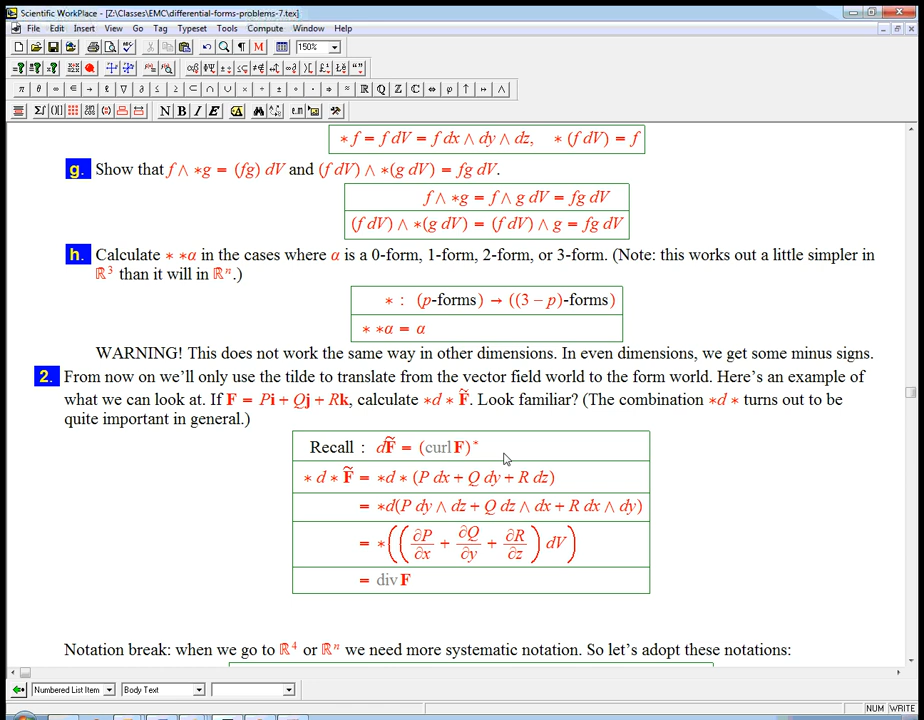 Scientific WorkPlace - [Z:\Classes\EMC\differential-forms-problems-7.tex]
File Edit Insert View Go Tag Typeset Tools Compute Window Help
150%
N B I E
∗ f = f dV = f dx ∧ dy ∧ dz, ∗ (f dV) = f
g. Show that f ∧ ∗g = (fg) dV and (f dV) ∧ ∗(g dV) = fg dV.
f ∧ ∗g = f ∧ g dV = fg dV
(f dV) ∧ ∗(g dV) = (f dV) ∧ g = fg dV
h. Calculate ∗ ∗α in the cases where α is a 0-form, 1-form, 2-form, or 3-form. (Note: this works out a little simpler in
ℝ³ than it will in ℝⁿ.)
∗ : (p-forms) → ((3 − p)-forms)
∗ ∗α = α
WARNING! This does not work the same way in other dimensions. In even dimensions, we get some minus signs.
2. From now on we'll only use the tilde to translate from the vector field world to the form world. Here's an example of
what we can look at. If F = Pi + Qj + Rk, calculate ∗d ∗ F̃. Look familiar? (The combination ∗d ∗ turns out to be
quite important in general.)
Recall : dF̃ = (curl F)*
∗ d ∗ F̃ = ∗d ∗ (P dx + Q dy + R dz)
= ∗d(P dy ∧ dz + Q dz ∧ dx + R dx ∧ dy)
= ∗((∂P/∂x + ∂Q/∂y + ∂R/∂z) dV)
= div F
Notation break: when we go to ℝ⁴ or ℝⁿ we need more systematic notation. So let's adopt these notations:
Numbered List Item Body Text
NUM WRITE